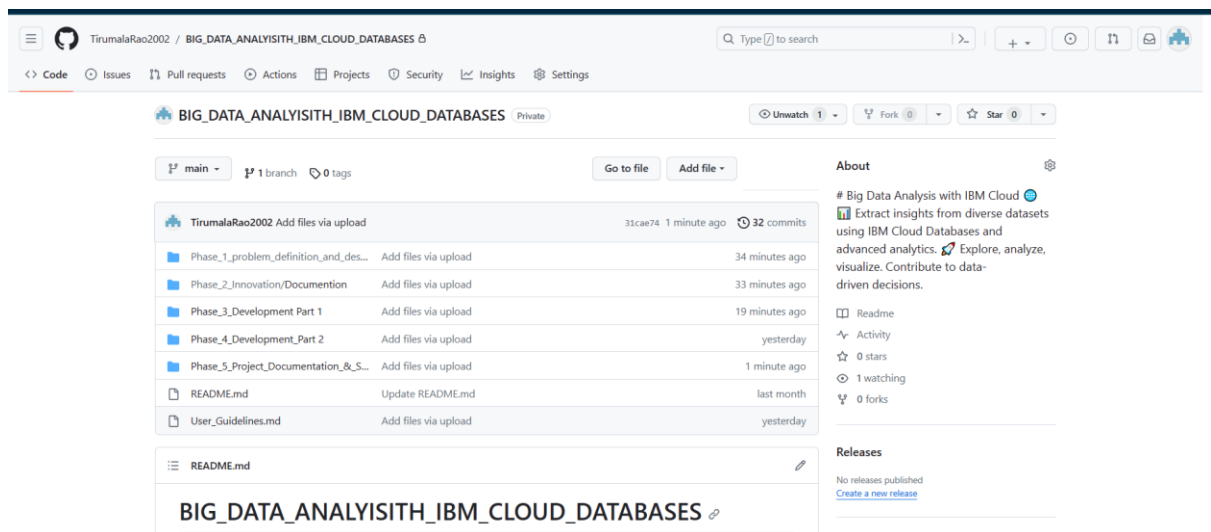 TirumalaRao2002 / BIG_DATA_ANALYISITH_IBM_CLOUD_DATABASES
Type / to search
Code Issues Pull requests Actions Projects Security Insights Settings
BIG_DATA_ANALYISITH_IBM_CLOUD_DATABASES Private
Unwatch 1 Fork 0 Star 0
main 1 branch 0 tags Go to file Add file
TirumalaRao2002 Add files via upload 31cae74 1 minute ago 32 commits
Phase_1_problem_definition_and_des... Add files via upload 34 minutes ago
Phase_2_Innovation/Documention Add files via upload 33 minutes ago
Phase_3_Development Part 1 Add files via upload 19 minutes ago
Phase_4_Development_Part 2 Add files via upload yesterday
Phase_5_Project_Documentation_&_S... Add files via upload 1 minute ago
README.md Update README.md last month
User_Guidelines.md Add files via upload yesterday
README.md
BIG_DATA_ANALYISITH_IBM_CLOUD_DATABASES
About
# Big Data Analysis with IBM Cloud 🌐
📊 Extract insights from diverse datasets
using IBM Cloud Databases and
advanced analytics. 🚀 Explore, analyze,
visualize. Contribute to data-
driven decisions.
Readme
Activity
0 stars
1 watching
0 forks
Releases
No releases published
Create a new release